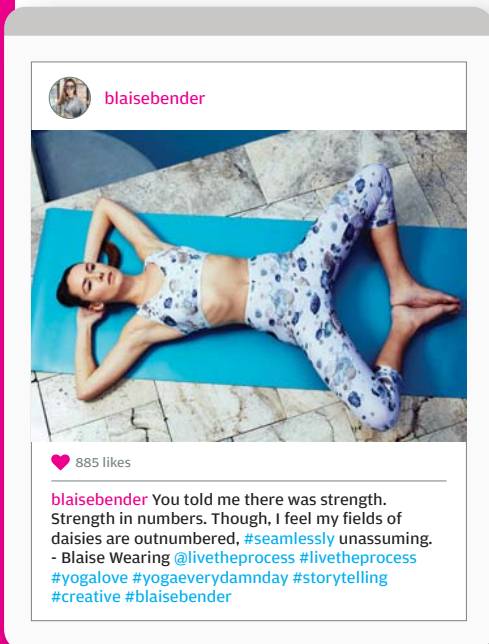 blaisebender
885 likes
blaisebender You told me there was strength.
Strength in numbers. Though, I feel my fields of
daisies are outnumbered, #seamlessly unassuming.
- Blaise Wearing @livetheprocess #livetheprocess
#yogalove #yogaeverydamnday #storytelling
#creative #blaisebender